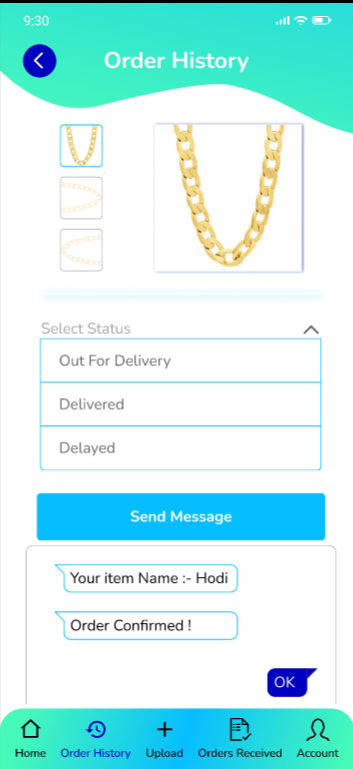 9:30
Order History
Select Status
Out For Delivery
Delivered
Delayed
Send Message
Your item Name :- Hodi
Order Confirmed !
OK
Home
Order History
Upload
Orders Received
Account